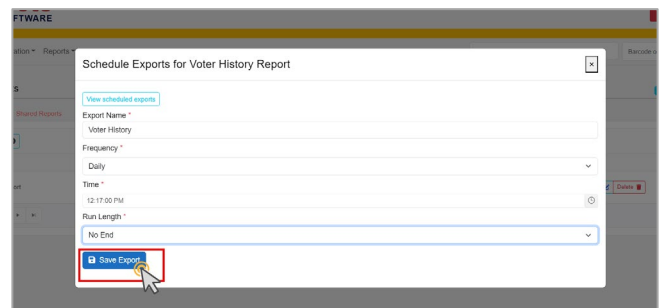 FTWARE
ation Reports
Barcode o
Schedule Exports for Voter History Report
×
S
View scheduled exports
Shared Reports
Export Name *
Voter History
Frequency *
Daily
Time *
12:17:00 PM
ort
Delete
Run Length *
No End
Save Export